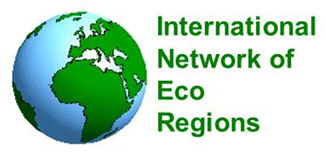 International
Network of
Eco
Regions